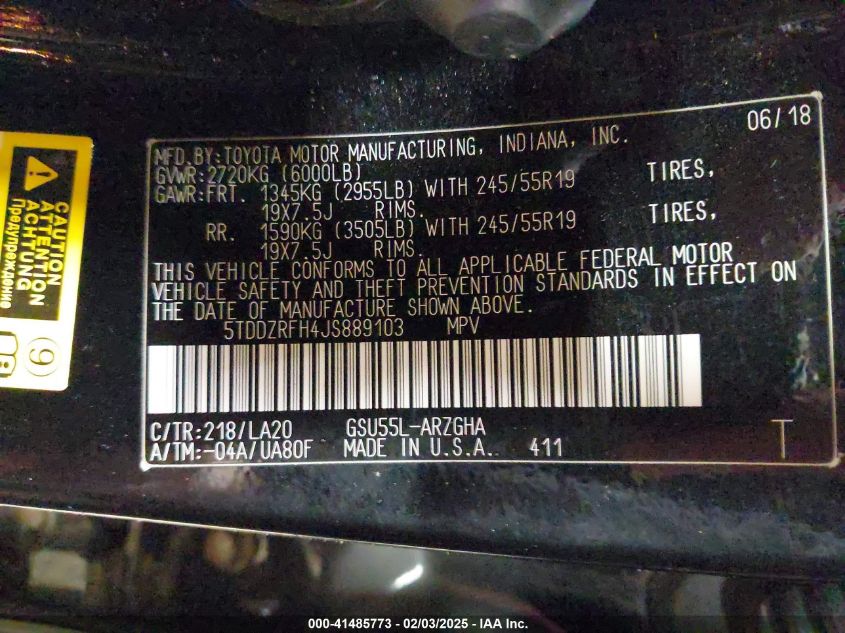 06/18
MFD.BY:TOYOTA MOTOR MANUFACTURING, INDIANA, INC.
GVWR:2720KG (6000LB)
GAWR:FRT. 1345KG (2955LB) WITH 245/55R19 TIRES,
19X7.5J RIMS.
RR. 1590KG (3505LB) WITH 245/55R19 TIRES,
19X7.5J RIMS.
THIS VEHICLE CONFORMS TO ALL APPLICABLE FEDERAL MOTOR
VEHICLE SAFETY AND THEFT PREVENTION STANDARDS IN EFFECT ON
THE DATE OF MANUFACTURE SHOWN ABOVE.
5TDDZRFH4JS889103 MPV
C/TR:218/LA20 GSU55L-ARZGHA
A/TM:-04A/UA80F MADE IN U.S.A. 411 T
CAUTION
ATTENTION
ACHTUNG
Предупреждение
9
000-41485773 - 02/03/2025 - IAA Inc.